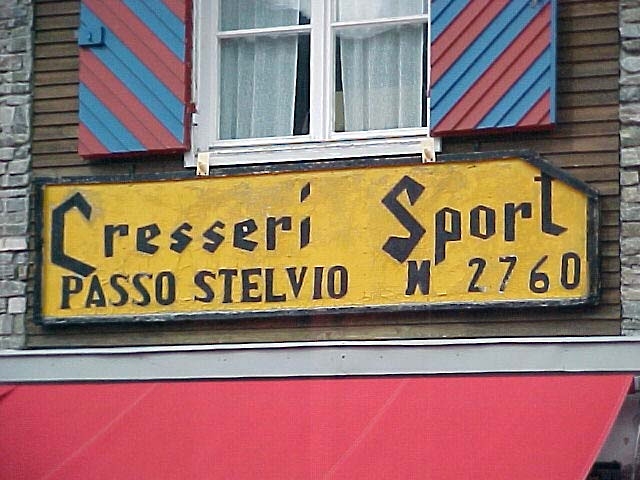 Cresseri Sport
PASSO STELVIO M 2760